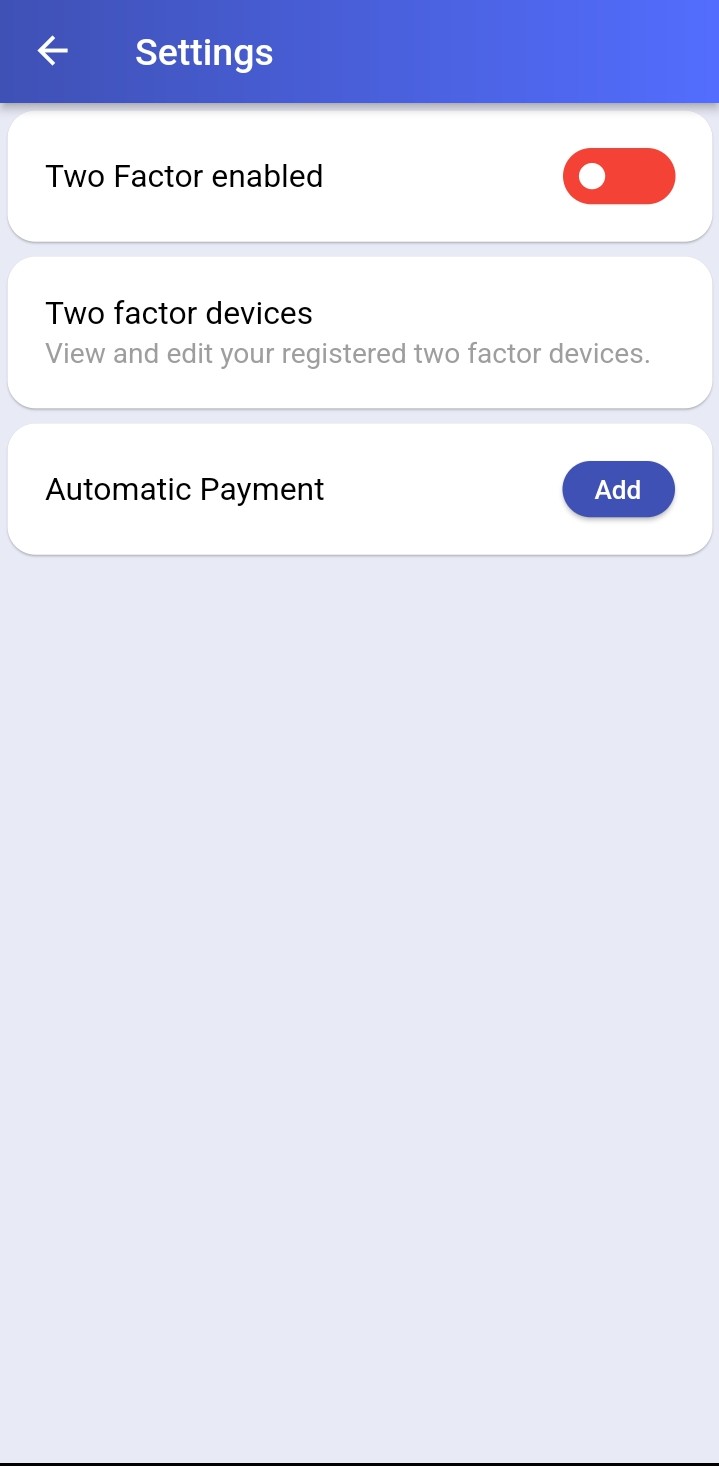 Settings
Two Factor enabled
Two factor devices
View and edit your registered two factor devices.
Automatic Payment
Add